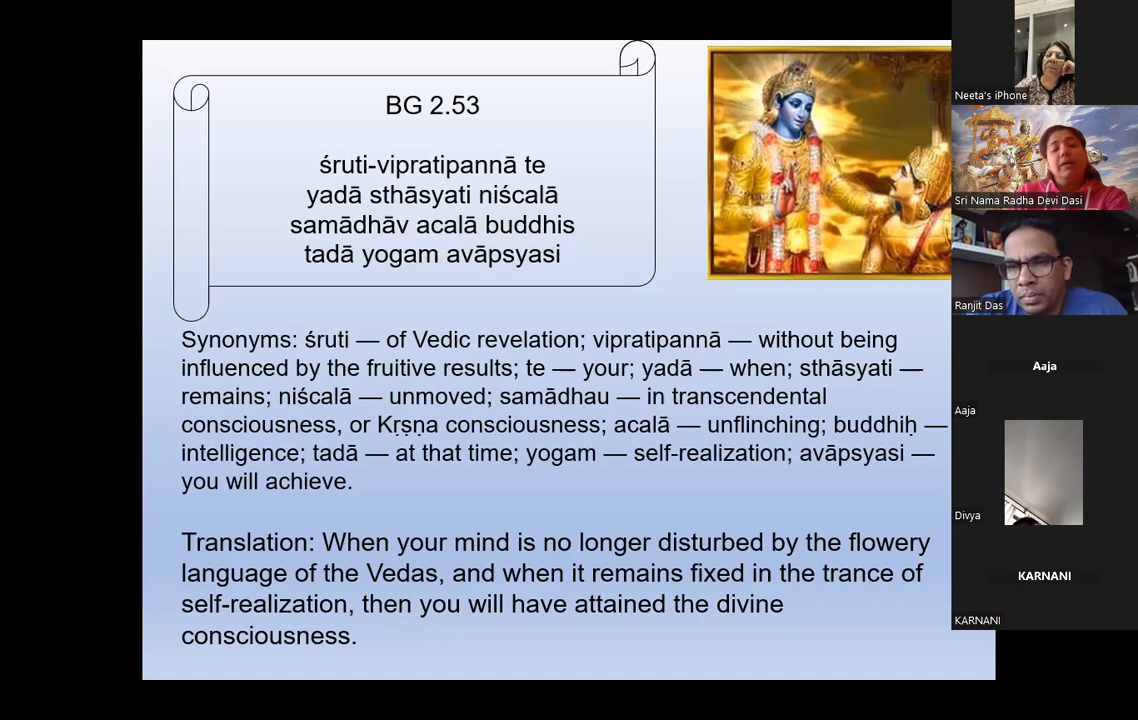 BG 2.53
śruti-vipratipannā te
yadā sthāsyati niścalā
samādhāv acalā buddhis
tadā yogam avāpsyasi
Synonyms: śruti — of Vedic revelation; vipratipannā — without being
influenced by the fruitive results; te — your; yadā — when; sthāsyati —
remains; niścalā — unmoved; samādhau — in transcendental
consciousness, or Kṛṣṇa consciousness; acalā — unflinching; buddhiḥ —
intelligence; tadā — at that time; yogam — self-realization; avāpsyasi —
you will achieve.
Translation: When your mind is no longer disturbed by the flowery
language of the Vedas, and when it remains fixed in the trance of
self-realization, then you will have attained the divine
consciousness.
Neeta's iPhone
Sri Nama Radha Devi Dasi
Ranjit Das
Aaja
Aaja
Divya
KARNANI
KARNANI